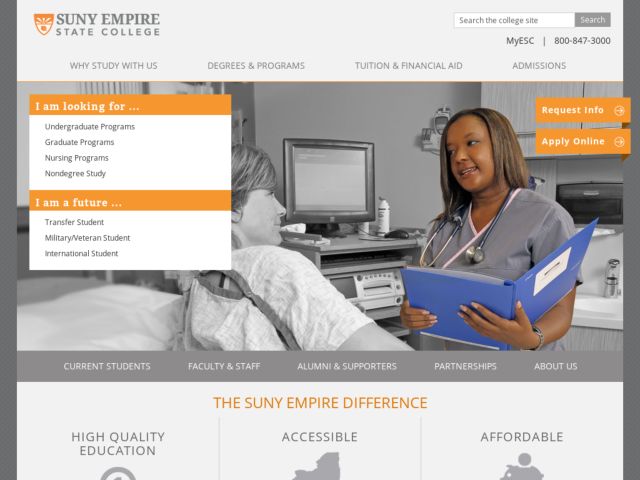 SUNY EMPIRE
STATE COLLEGE
Search the college site
Search
MyESC | 800-847-3000
WHY STUDY WITH US
DEGREES & PROGRAMS
TUITION & FINANCIAL AID
ADMISSIONS
I am looking for ...
Undergraduate Programs
Graduate Programs
Nursing Programs
Nondegree Study
I am a future ...
Transfer Student
Military/Veteran Student
International Student
Request Info
Apply Online
CURRENT STUDENTS
FACULTY & STAFF
ALUMNI & SUPPORTERS
PARTNERSHIPS
ABOUT US
THE SUNY EMPIRE DIFFERENCE
HIGH QUALITY
EDUCATION
ACCESSIBLE
AFFORDABLE